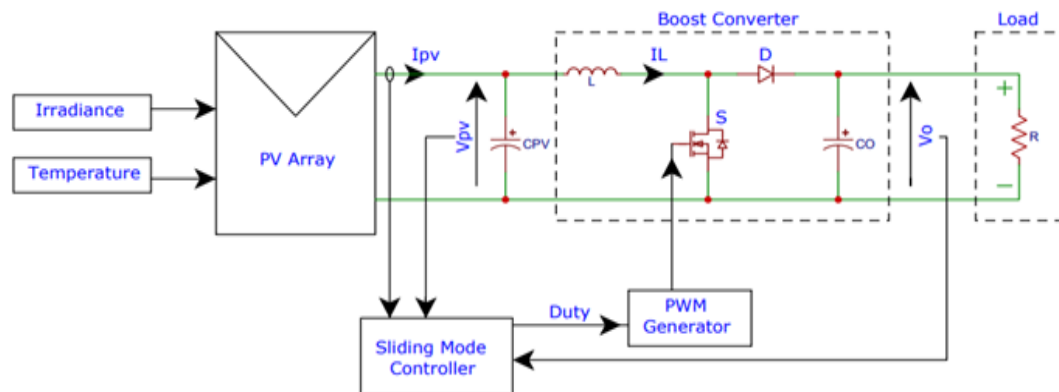 Boost Converter
Load
Ipv
IL
D
L
Irradiance
S
+
Vpv
+
CPV
+
CO
Vo
R
PV Array
Temperature
−
Duty
PWM
Generator
Sliding Mode
Controller